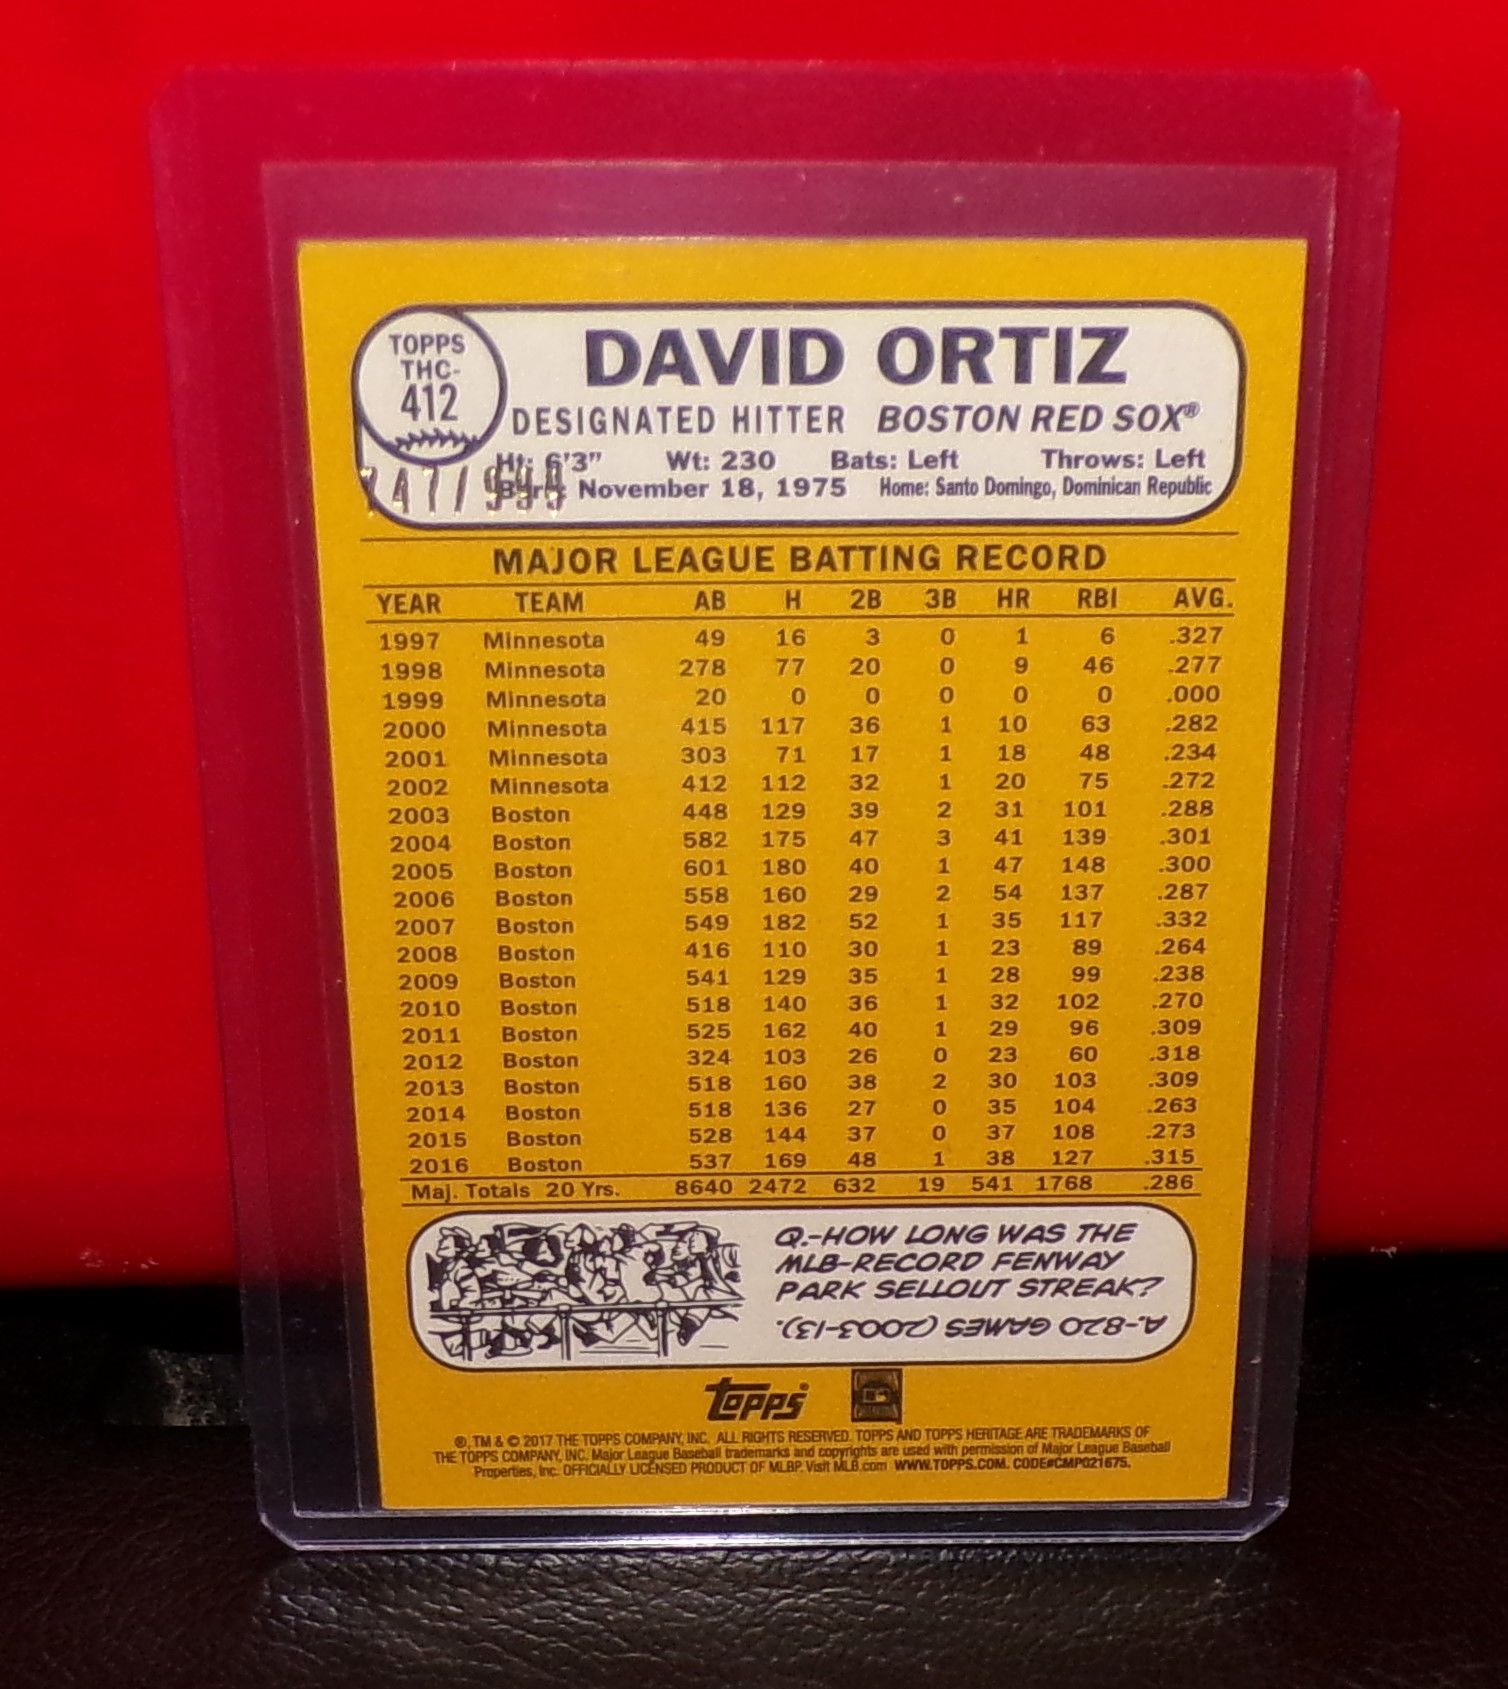 TOPPS
THC-
412
DAVID ORTIZ
DESIGNATED HITTER BOSTON RED SOX®
Ht: 6'3" Wt: 230 Bats: Left Throws: Left
Born: November 18, 1975 Home: Santo Domingo, Dominican Republic
47/999
MAJOR LEAGUE BATTING RECORD
YEAR TEAM AB H 2B 3B HR RBI AVG.
1997 Minnesota 49 16 3 0 1 6 .327
1998 Minnesota 278 77 20 0 9 46 .277
1999 Minnesota 20 0 0 0 0 0 .000
2000 Minnesota 415 117 36 1 10 63 .282
2001 Minnesota 303 71 17 1 18 48 .234
2002 Minnesota 412 112 32 1 20 75 .272
2003 Boston 448 129 39 2 31 101 .288
2004 Boston 582 175 47 3 41 139 .301
2005 Boston 601 180 40 1 47 148 .300
2006 Boston 558 160 29 2 54 137 .287
2007 Boston 549 182 52 1 35 117 .332
2008 Boston 416 110 30 1 23 89 .264
2009 Boston 541 129 35 1 28 99 .238
2010 Boston 518 140 36 1 32 102 .270
2011 Boston 525 162 40 1 29 96 .309
2012 Boston 324 103 26 0 23 60 .318
2013 Boston 518 160 38 2 30 103 .309
2014 Boston 518 136 27 0 35 104 .263
2015 Boston 528 144 37 0 37 108 .273
2016 Boston 537 169 48 1 38 127 .315
Maj. Totals 20 Yrs. 8640 2472 632 19 541 1768 .286
Q.-HOW LONG WAS THE
MLB-RECORD FENWAY
PARK SELLOUT STREAK?
A.-820 GAMES (2003-13).
topps®
®, TM & © 2017 THE TOPPS COMPANY, INC. ALL RIGHTS RESERVED. TOPPS AND TOPPS HERITAGE ARE TRADEMARKS OF
THE TOPPS COMPANY, INC. Major League Baseball trademarks and copyrights are used with permission of Major League Baseball
Properties, Inc. OFFICIALLY LICENSED PRODUCT OF MLBP. Visit MLB.com WWW.TOPPS.COM. CODE#CMP021675.